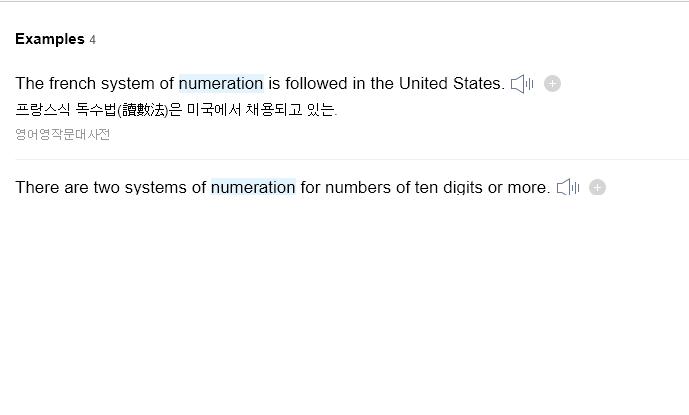 Examples 4
The french system of numeration is followed in the United States.
프랑스식 독수법(讀數法)은 미국에서 채용되고 있는.
영어영작문대사전
There are two systems of numeration for numbers of ten digits or more.